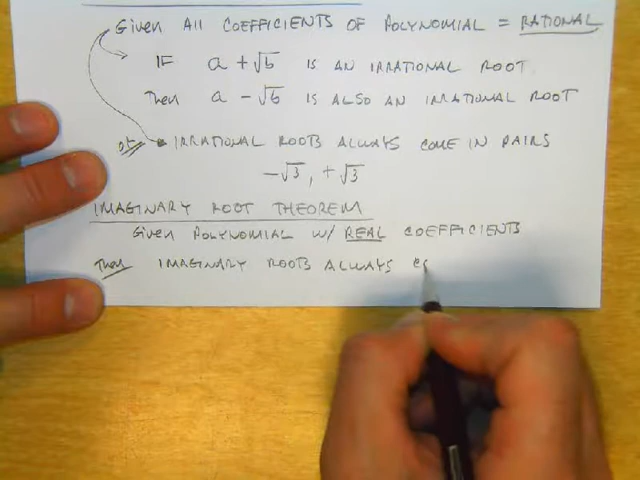 Given All COEFFICIENTS OF POLYNOMIAL = RATIONAL
IF a + √b IS AN IRRATIONAL ROOT.
Then a - √b IS ALSO AN IRRATIONAL ROOT
OR IRRATIONAL ROOTS ALWAYS COME IN PAIRS
-√3, +√3
IMAGINARY ROOT THEOREM
Given POLYNOMIAL W/ REAL COEFFICIENTS
Then IMAGINARY ROOTS ALWAYS CO